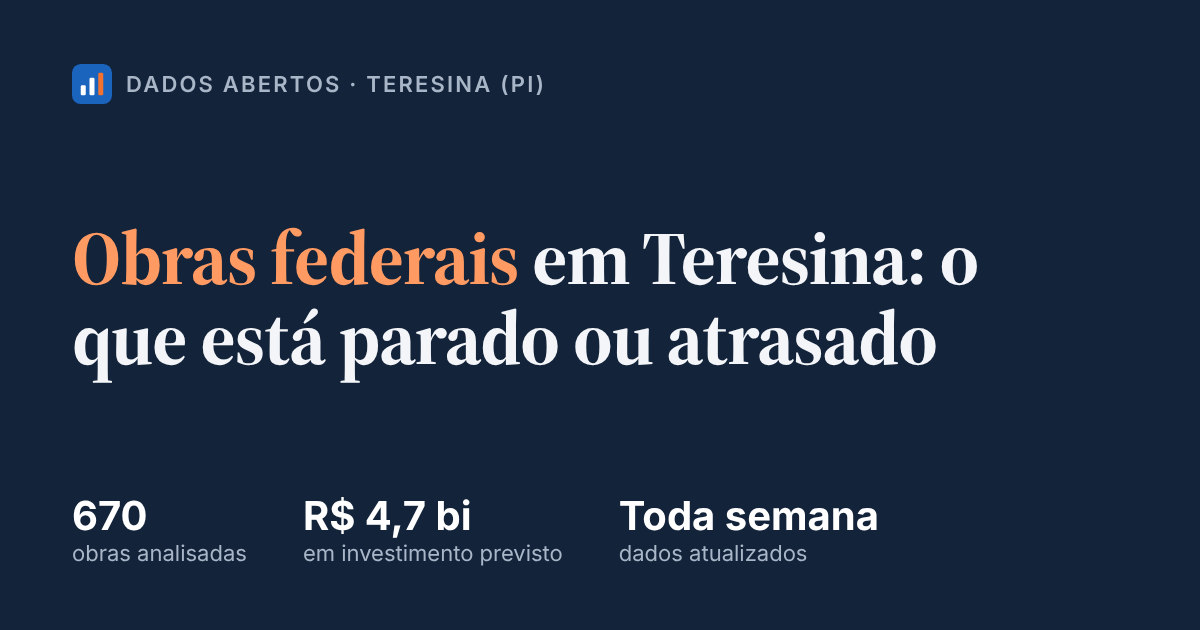 DADOS ABERTOS · TERESINA (PI)
Obras federais em Teresina: o
que está parado ou atrasado
670
obras analisadas
R$ 4,7 bi
em investimento previsto
Toda semana
dados atualizados